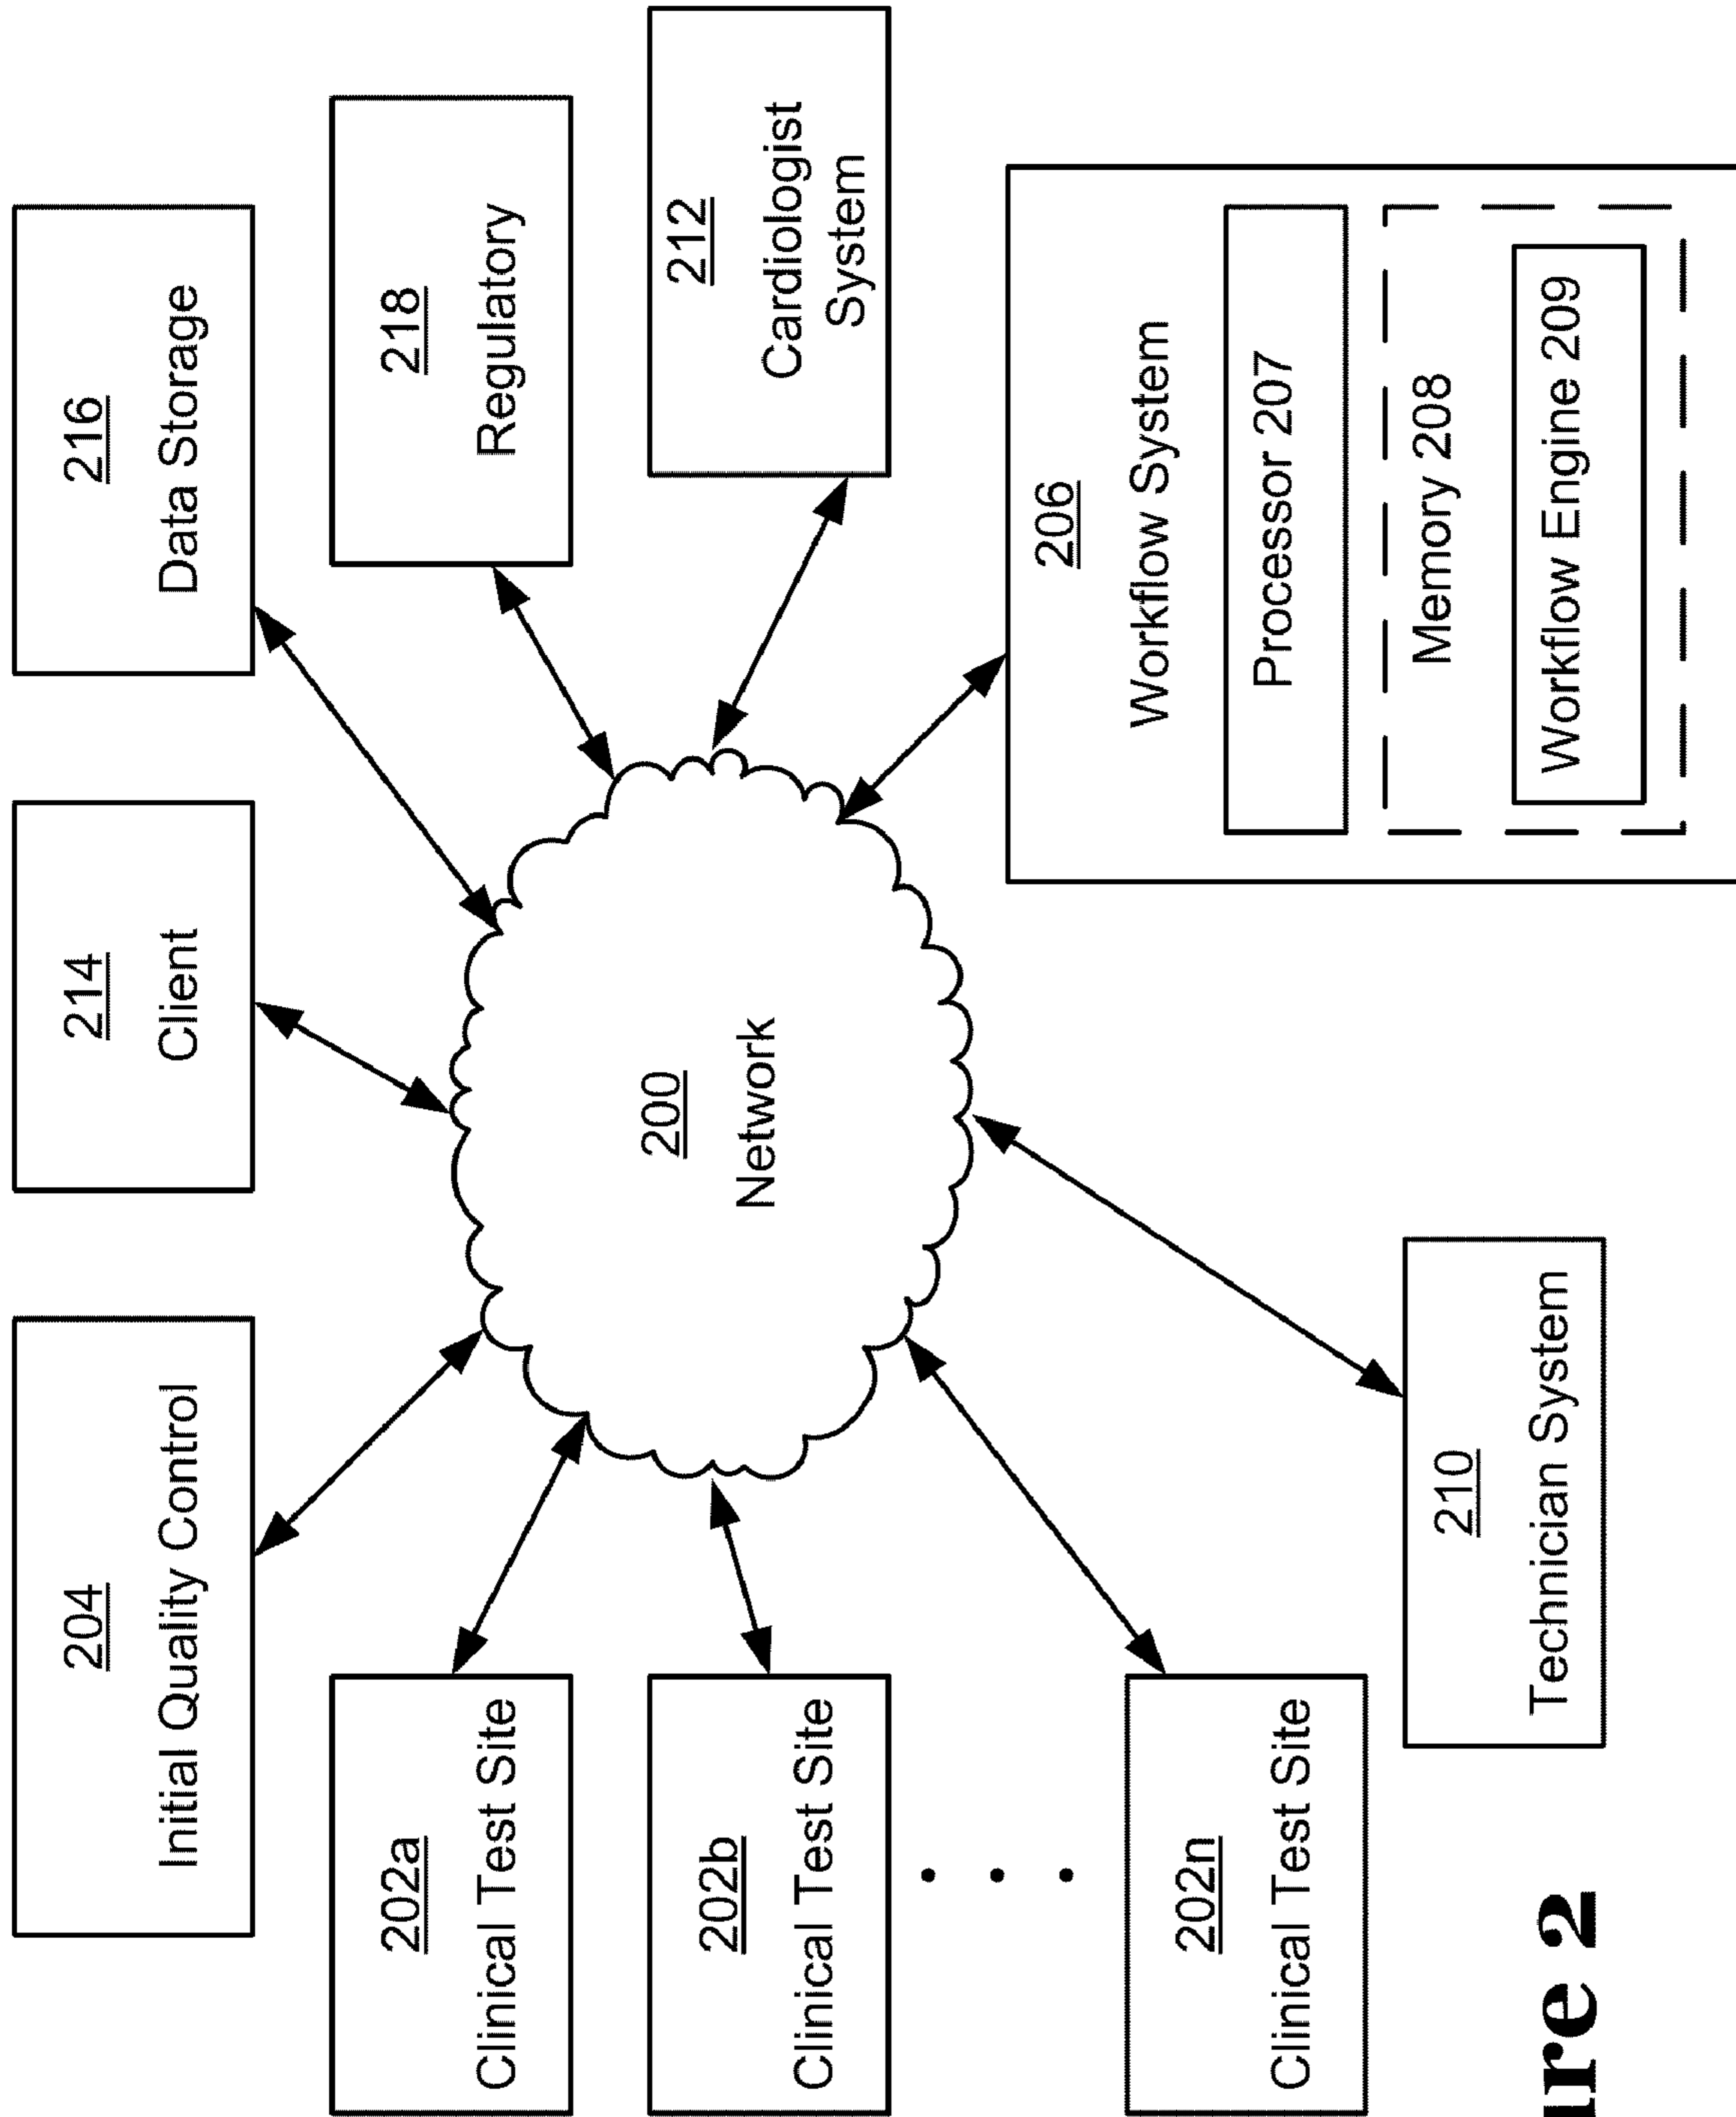 204
Initial Quality Control
214
Client
216
Data Storage
202a
Clinical Test Site
218
Regulatory
202b
Clinical Test Site
200
Network
212
Cardiologist
System
202n
Clinical Test Site
206
Workflow System
Processor 207
210
Technician System
Memory 208
Workflow Engine 209
ure 2